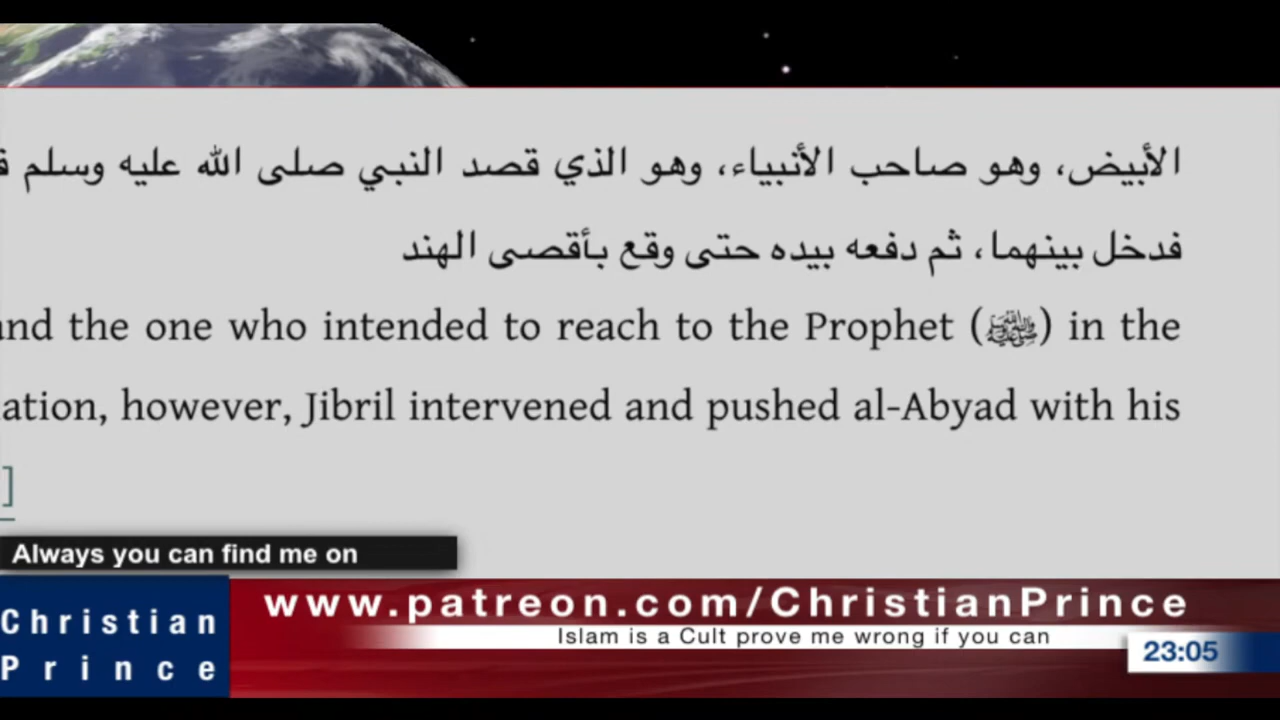 الأبيض، وهو صاحب الأنبياء، وهو الذي قصد النبي صلى الله عليه وسلم
فدخل بينهما، ثم دفعه بيده حتى وقع بأقصى الهند
and the one who intended to reach to the Prophet (ﷺ) in the
ation, however, Jibril intervened and pushed al-Abyad with his
]
Always you can find me on
www.patreon.com/ChristianPrince
Islam is a Cult prove me wrong if you can
Christian
Prince
23:05